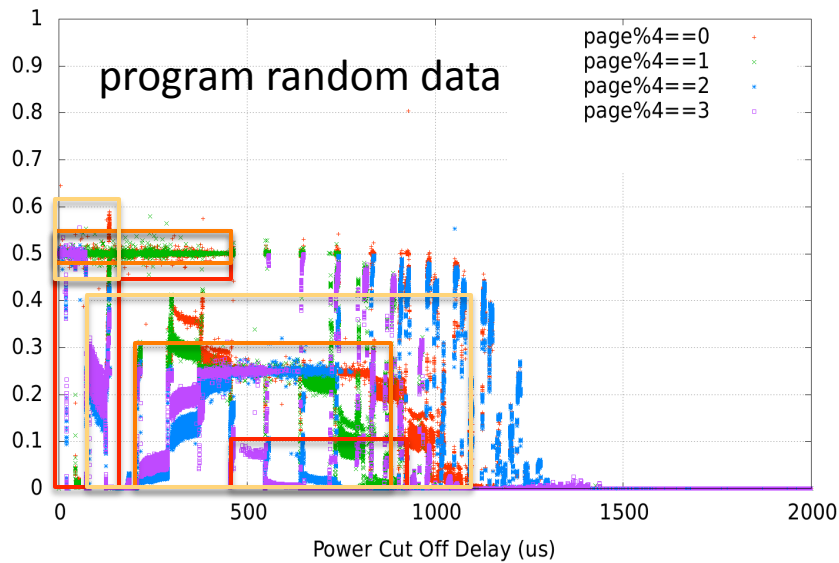 1
0.9
0.8
0.7
0.6
0.5
0.4
0.3
0.2
0.1
0
program random data
page%4==0
page%4==1
page%4==2
page%4==3
0 500 1000 1500 2000
Power Cut Off Delay (us)